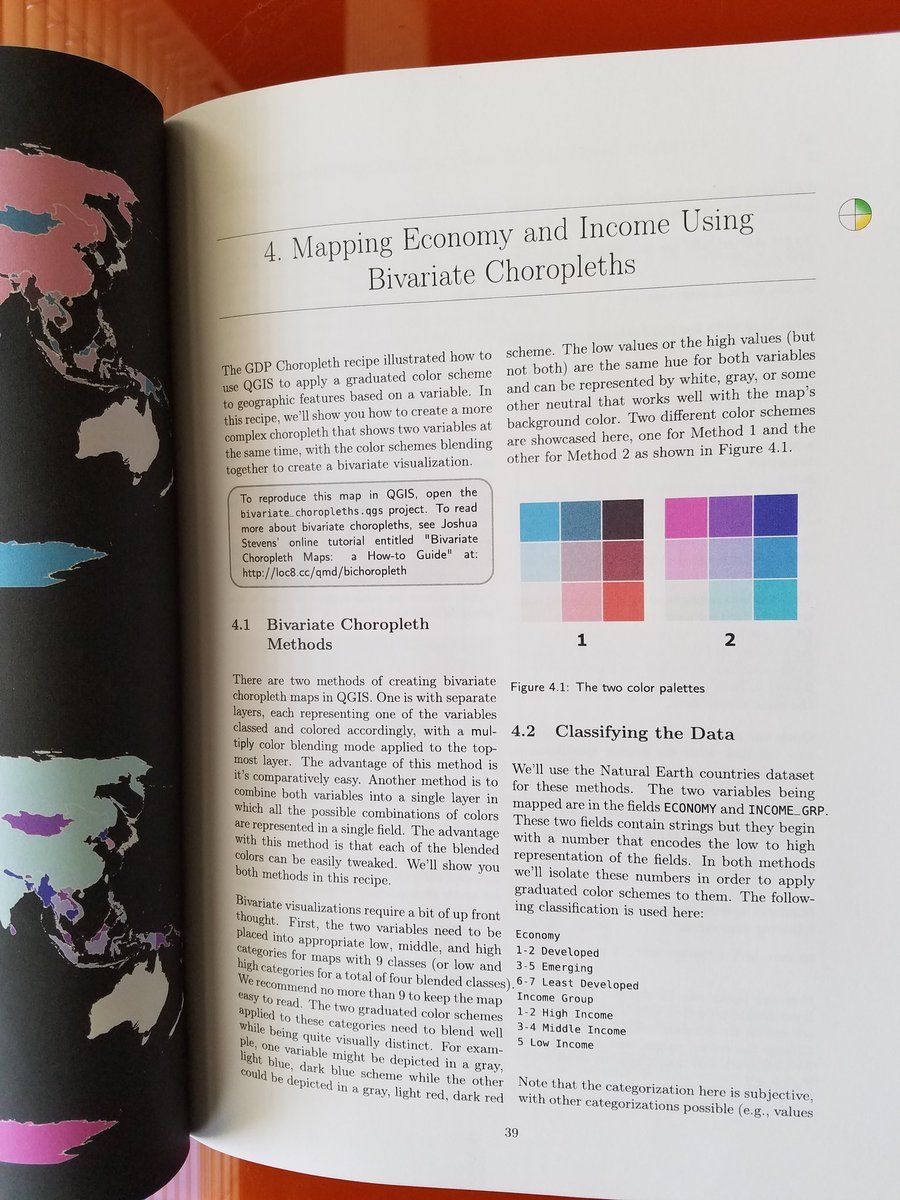 4. Mapping Economy and Income Using
Bivariate Choropleths
The GDP Choropleth recipe illustrated how to
use QGIS to apply a graduated color scheme
to geographic features based on a variable. In
this recipe, we'll show you how to create a more
complex choropleth that shows two variables at
the same time, with the color schemes blending
together to create a bivariate visualization.
To reproduce this map in QGIS, open the
bivariate_choropleths.qgs project. To read
more about bivariate choropleths, see Joshua
Stevens' online tutorial entitled "Bivariate
Choropleth Maps: a How-to Guide" at:
http://loc8.cc/qmd/bichoropleth
4.1 Bivariate Choropleth
Methods
There are two methods of creating bivariate
choropleth maps in QGIS. One is with separate
layers, each representing one of the variables
classed and colored accordingly, with a mul-
tiply color blending mode applied to the top-
most layer. The advantage of this method is
it's comparatively easy. Another method is to
combine both variables into a single layer in
which all the possible combinations of colors
are represented in a single field. The advantage
with this method is that each of the blended
colors can be easily tweaked. We'll show you
both methods in this recipe.
Bivariate visualizations require a bit of up front
thought. First, the two variables need to be
placed into appropriate low, middle, and high
categories for maps with 9 classes (or low and
high categories for a total of four blended classes).
We recommend no more than 9 to keep the map
easy to read. The two graduated color schemes
applied to these categories need to blend well
while being quite visually distinct. For exam-
ple, one variable might be depicted in a gray,
light blue, dark blue scheme while the other
could be depicted in a gray, light red, dark red
scheme. The low values or the high values (but
not both) are the same hue for both variables
and can be represented by white, gray, or some
other neutral that works well with the map's
background color. Two different color schemes
are showcased here, one for Method 1 and the
other for Method 2 as shown in Figure 4.1.
1 2
Figure 4.1: The two color palettes
4.2 Classifying the Data
We'll use the Natural Earth countries dataset
for these methods. The two variables being
mapped are in the fields ECONOMY and INCOME_GRP.
These two fields contain strings but they begin
with a number that encodes the low to high
representation of the fields. In both methods
we'll isolate these numbers in order to apply
graduated color schemes to them. The follow-
ing classification is used here:
Economy
1-2 Developed
3-5 Emerging
6-7 Least Developed
Income Group
1-2 High Income
3-4 Middle Income
5 Low Income
Note that the categorization here is subjective,
with other categorizations possible (e.g., values
39